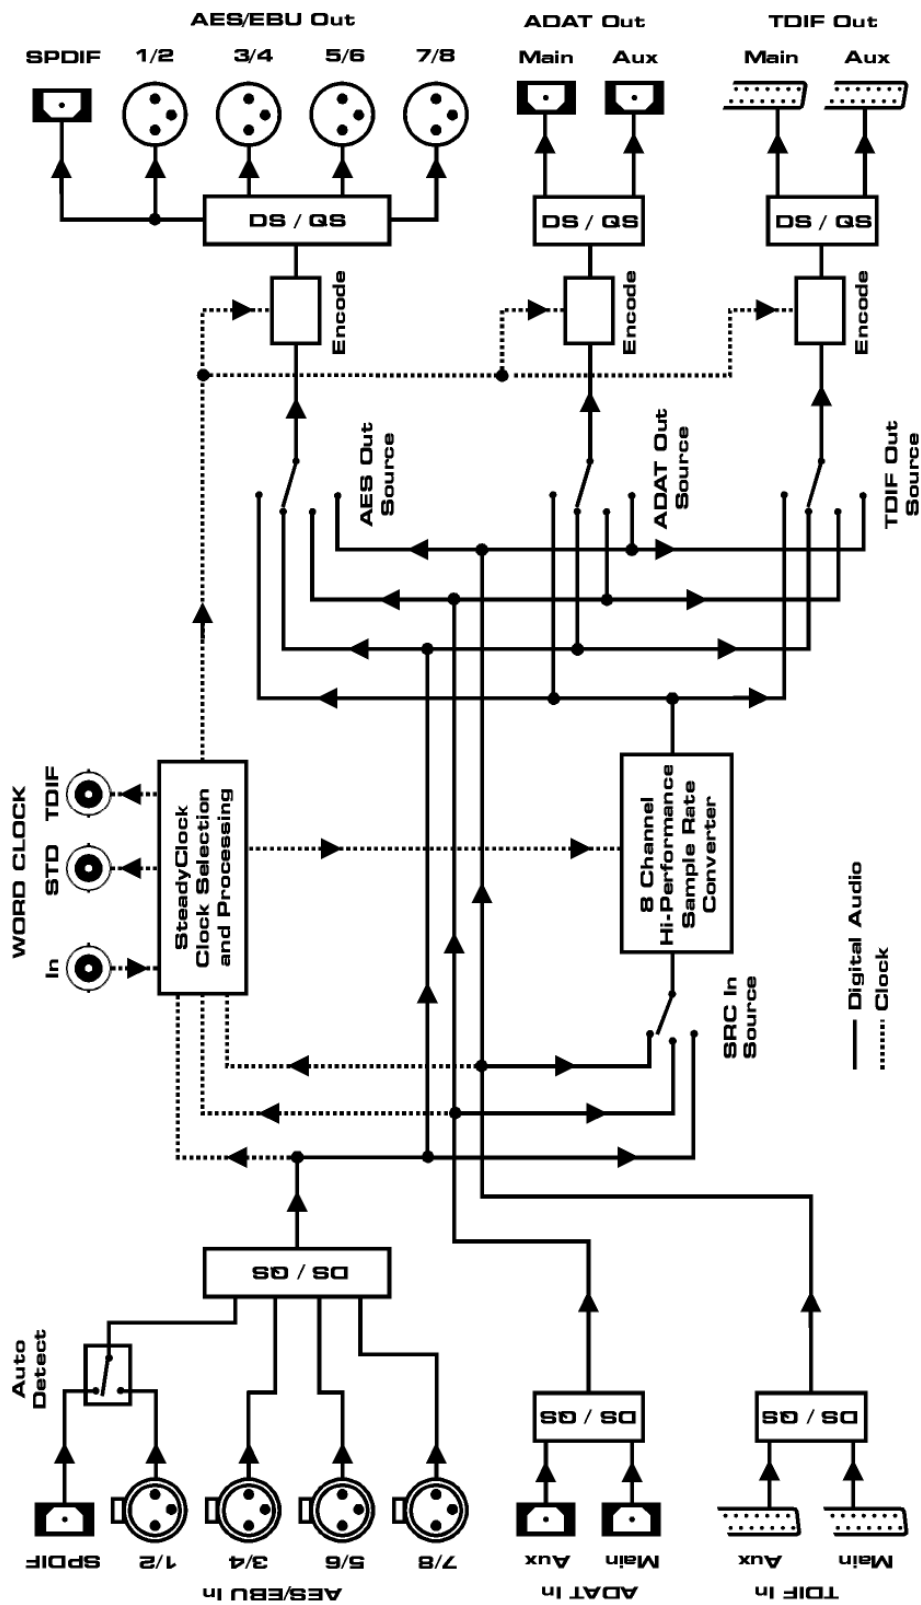 AES/EBU Out
ADAT Out
TDIF Out
SPDIF
1/2
3/4
5/6
7/8
Main
Aux
Main
Aux
DS / QS
DS / QS
DS / QS
Encode
Encode
Encode
AES Out
Source
ADAT Out
Source
TDIF Out
Source
WORD CLOCK
In
STD
TDIF
SteadyClock
Clock Selection
and Processing
8 Channel
Hi-Performance
Sample Rate
Converter
SRC In
Source
Digital Audio
Clock
Auto
Detect
DS / QS
DS / QS
DS / QS
SPDIF
1/2
3/4
5/6
7/8
Aux
Main
Aux
Main
AES/EBU In
ADAT In
TDIF In